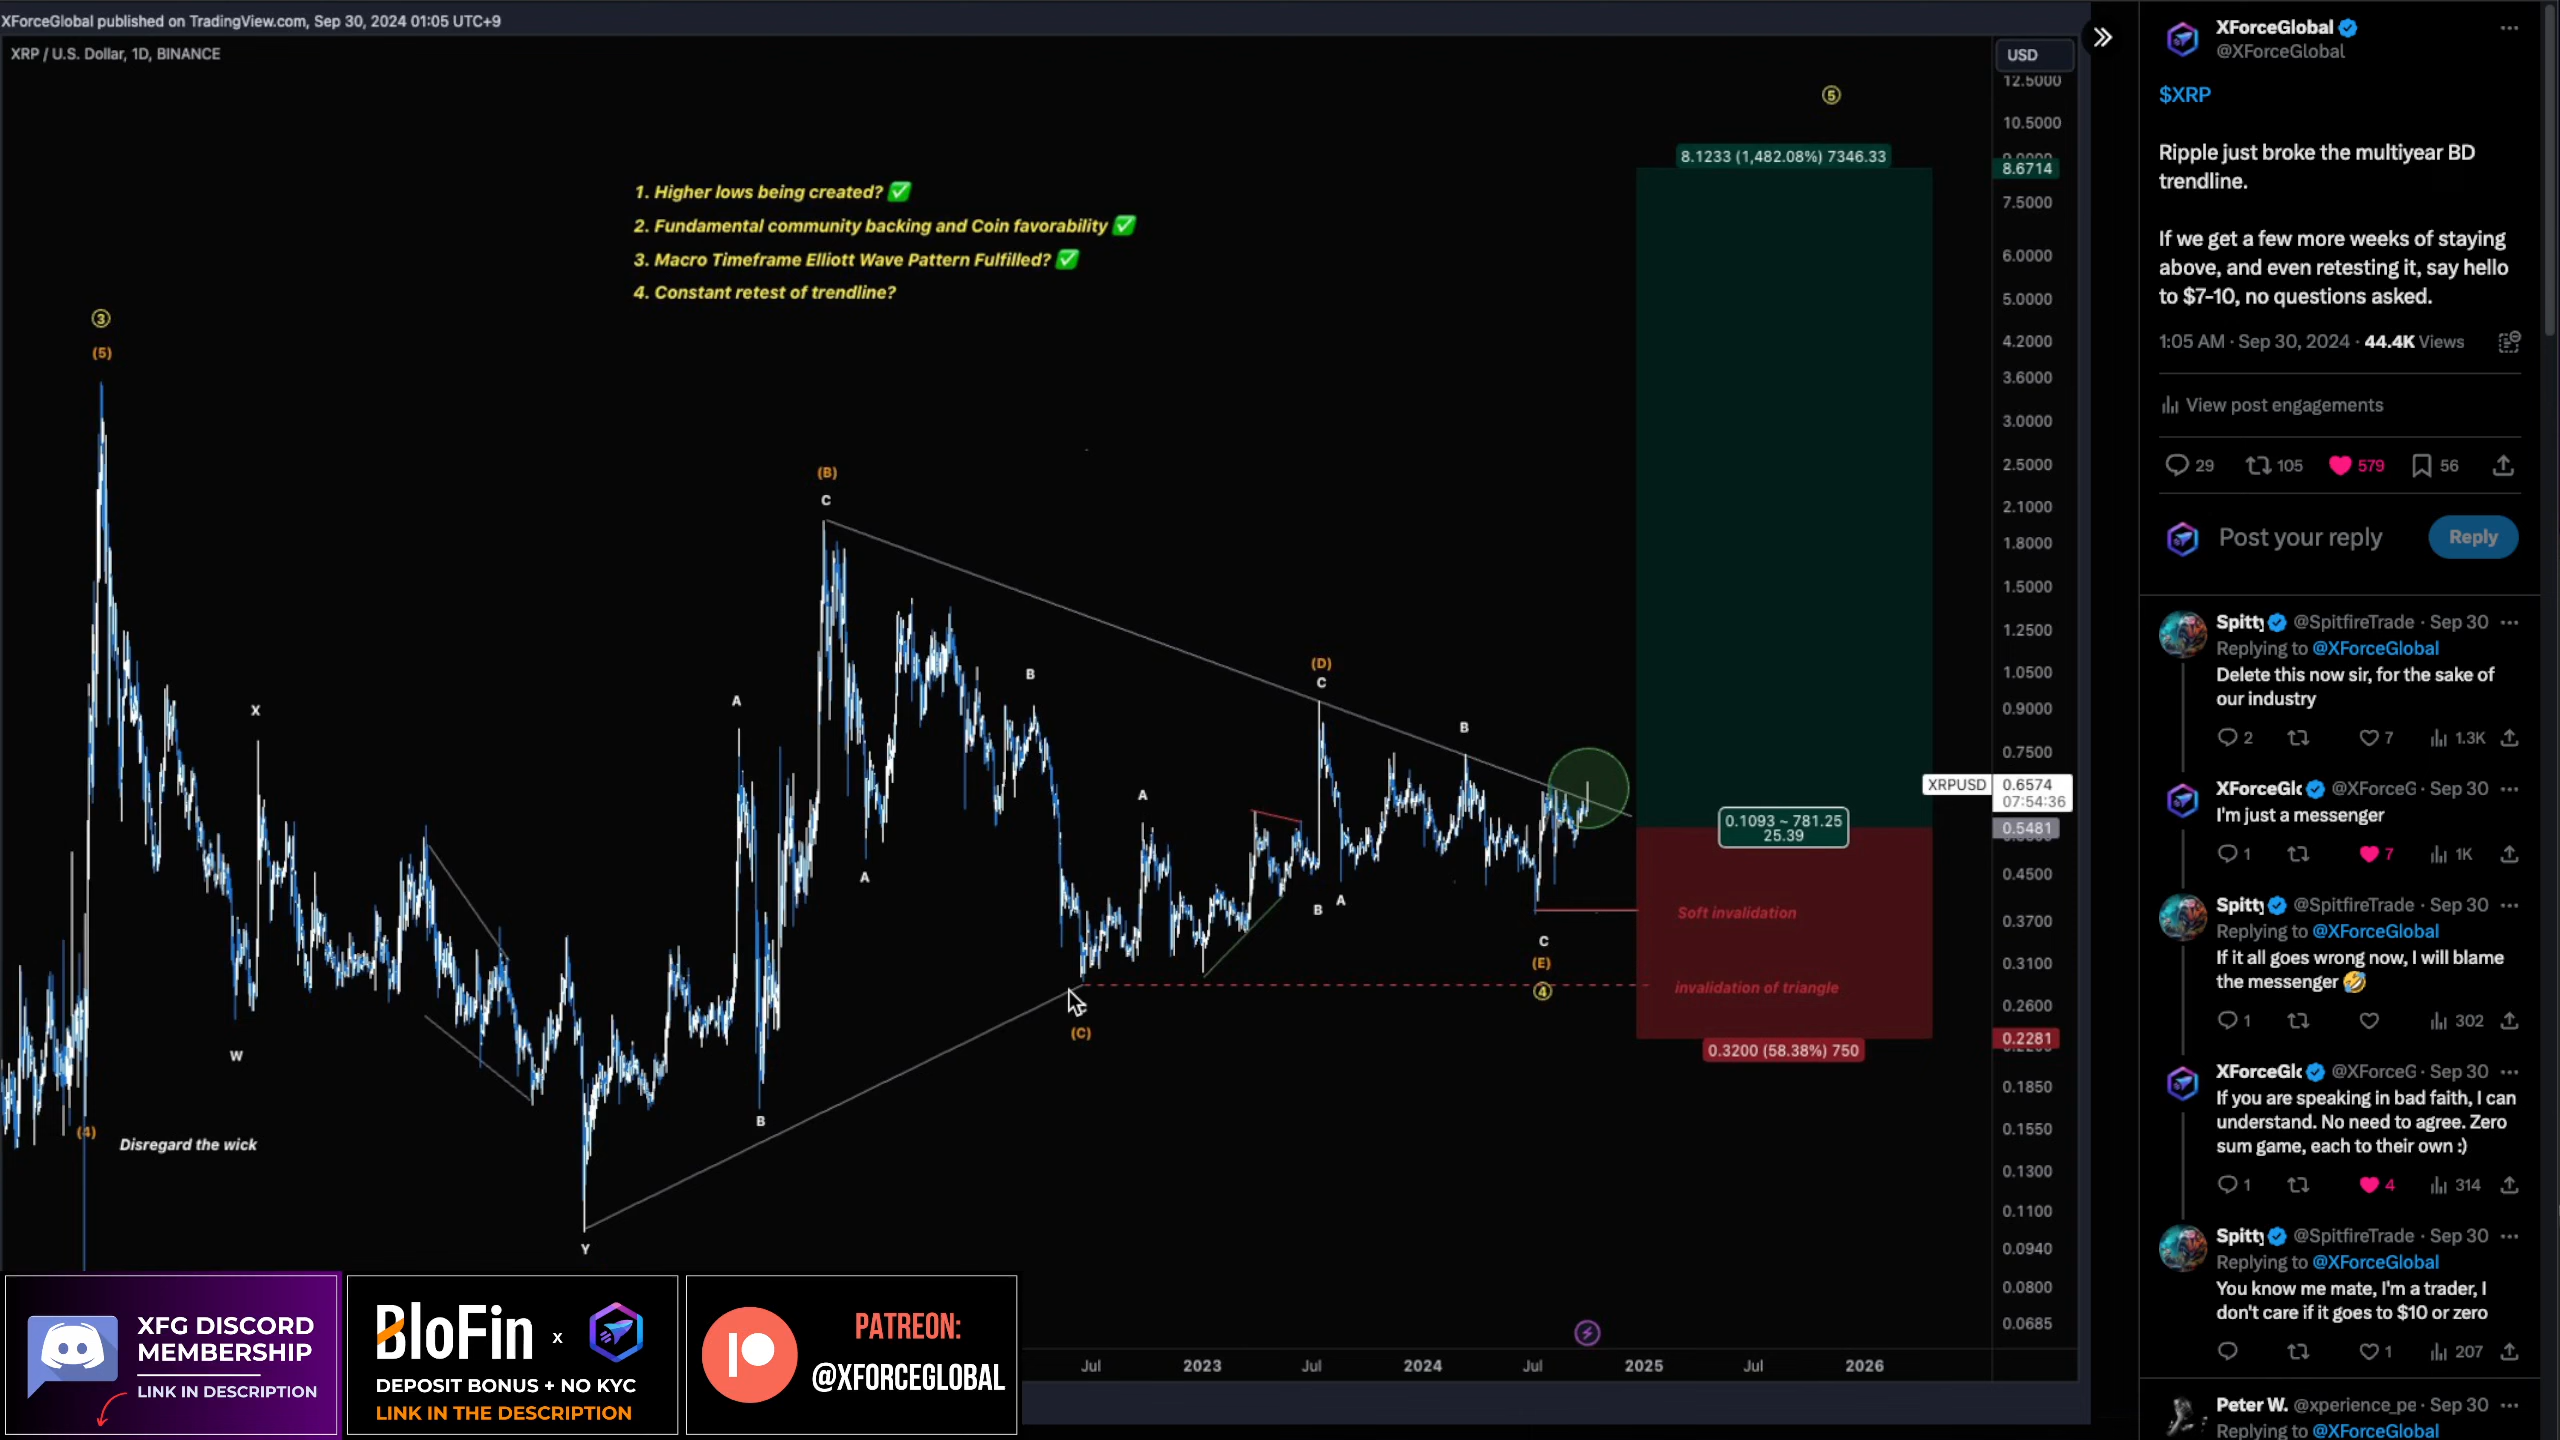 XForceGlobal published on TradingView.com, Sep 30, 2024 01:05 UTC+9
XRP / U.S. Dollar, 1D, BINANCE
1. Higher lows being created? ✅
2. Fundamental community backing and Coin favorability ✅
3. Macro Timeframe Elliott Wave Pattern Fulfilled? ✅
4. Constant retest of trendline?
③
(5)
(4)
Disregard the wick
W
X
Y
A
B
(B)
C
A
B
(C)
A
(D)
C
B
A
B
C
(E)
④
⑤
8.1233 (1,482.08%) 7346.33
0.1093 ~ 781.25
25.39
Soft invalidation
invalidation of triangle
0.3200 (58.38%) 750
USD
12.5000
10.5000
8.6714
7.5000
6.0000
5.0000
4.2000
3.6000
3.0000
2.5000
2.1000
1.8000
1.5000
1.2500
1.0500
0.9000
0.7500
XRPUSD 0.6574
07:54:36
0.5481
0.4500
0.3700
0.3100
0.2600
0.2281
0.1850
0.1550
0.1300
0.1100
0.0940
0.0800
0.0685
Jul 2023 Jul 2024 Jul 2025 Jul 2026
XFG DISCORD
MEMBERSHIP
LINK IN DESCRIPTION
BloFin x
DEPOSIT BONUS + NO KYC
LINK IN THE DESCRIPTION
PATREON:
@XFORCEGLOBAL
XForceGlobal
@XForceGlobal
$XRP
Ripple just broke the multiyear BD
trendline.
If we get a few more weeks of staying
above, and even retesting it, say hello
to $7-10, no questions asked.
1:05 AM · Sep 30, 2024 · 44.4K Views
View post engagements
29 105 579 56
Post your reply Reply
Spitty @SpitfireTrade · Sep 30
Replying to @XForceGlobal
Delete this now sir, for the sake of
our industry
2 7 1.3K
XForceGlo @XForceG · Sep 30
I'm just a messenger
1 7 1K
Spitty @SpitfireTrade · Sep 30
Replying to @XForceGlobal
If it all goes wrong now, I will blame
the messenger 🤣
1 302
XForceGlo @XForceG · Sep 30
If you are speaking in bad faith, I can
understand. No need to agree. Zero
sum game, each to their own :)
1 4 314
Spitty @SpitfireTrade · Sep 30
Replying to @XForceGlobal
You know me mate, I'm a trader, I
don't care if it goes to $10 or zero
1 207
Peter W. @xperience_pe · Sep 30
Replying to @XForceGlobal